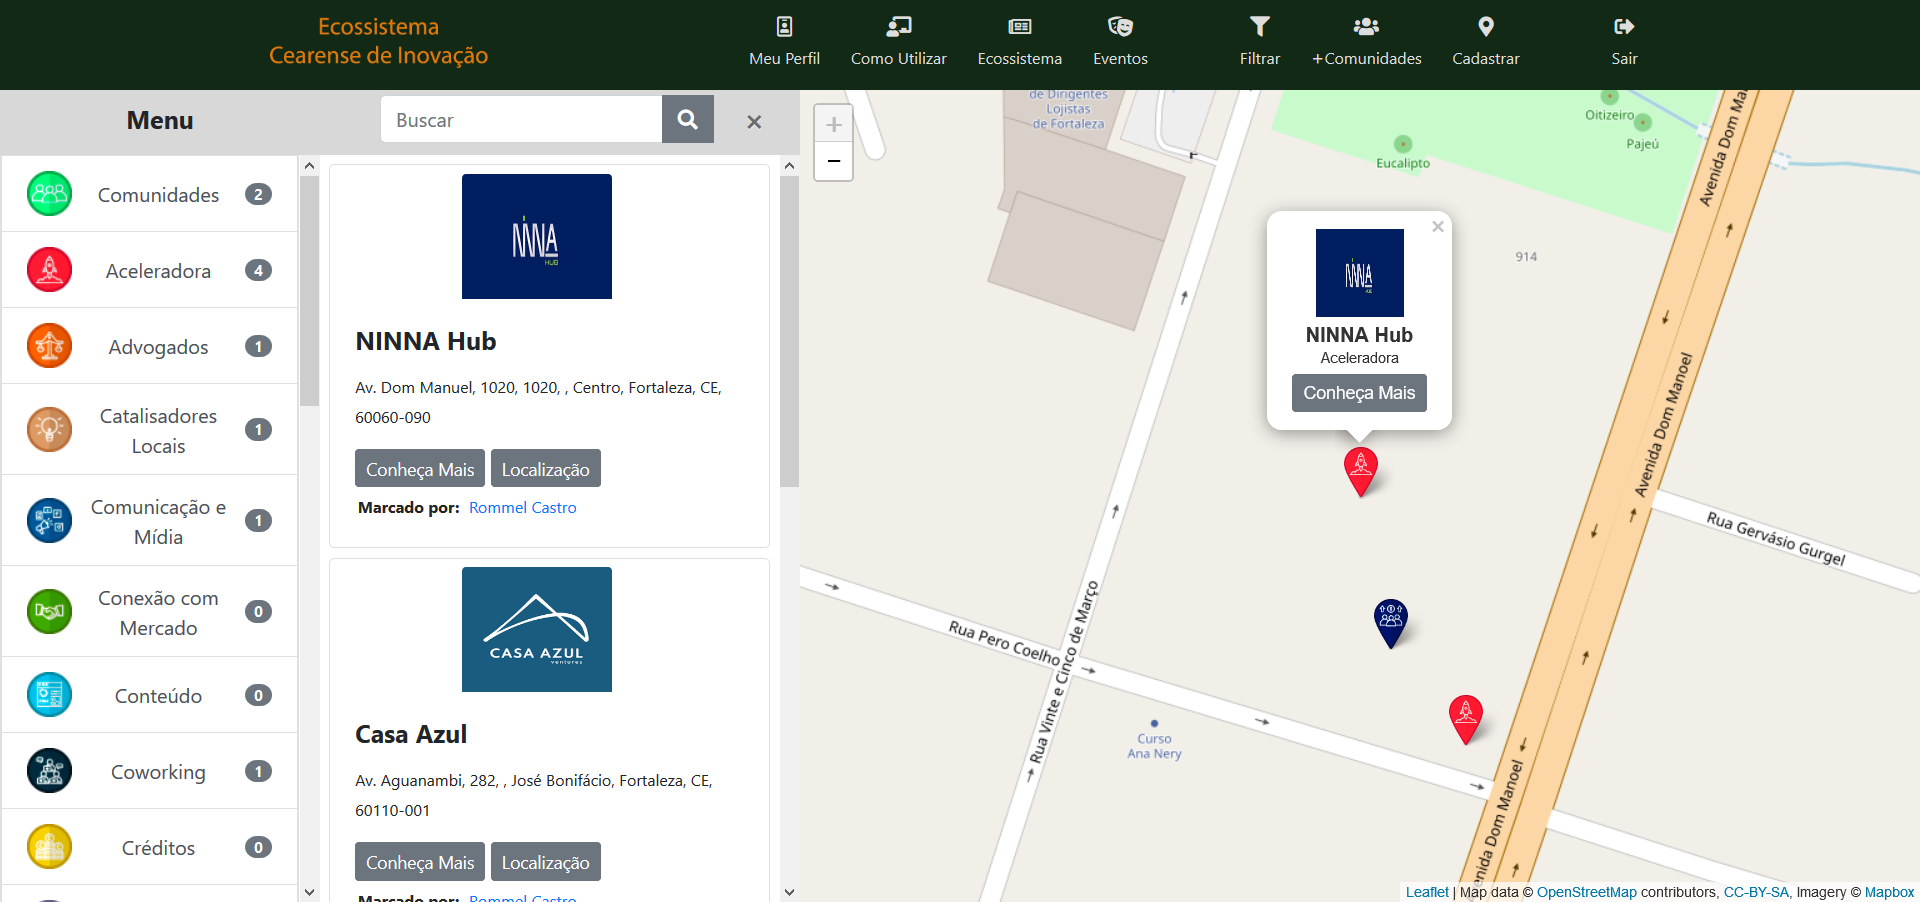 Ecossistema
Cearense de Inovação
Meu Perfil
Como Utilizar
Ecosistema
Eventos
Filtrar
+Comunidades
Cadastrar
Sair
Menu
Buscar
×
Comunidades 2
Aceleradora 4
Advogados 1
Catalisadores
Locais 1
Comunicação e
Mídia 1
Conexão com
Mercado 0
Conteúdo 0
Coworking 1
Créditos 0
NINNA
HUB
NINNA Hub
Av. Dom Manuel, 1020, 1020, , Centro, Fortaleza, CE,
60060-090
Conheça Mais
Localização
Marcado por: Rommel Castro
CASA AZUL
ventures
Casa Azul
Av. Aguanambi, 282, , José Bonifácio, Fortaleza, CE,
60110-001
Conheça Mais
Localização
Marcado por: Rommel Castro
+
−
de Dirigentes
Lojistas
de Fortaleza
Oitizeiro
Pajeú
Eucalipto
914
×
NINNA
HUB
NINNA Hub
Aceleradora
Conheça Mais
Avenida Dom Manoel
Avenida Dom Manoel
Avenida Dom Manoel
Rua Gervásio Gurgel
Rua Pero Coelho
Rua Vinte e Cinco de Março
Curso
Ana Nery
Leaflet | Map data © OpenStreetMap contributors, CC-BY-SA, Imagery © Mapbox